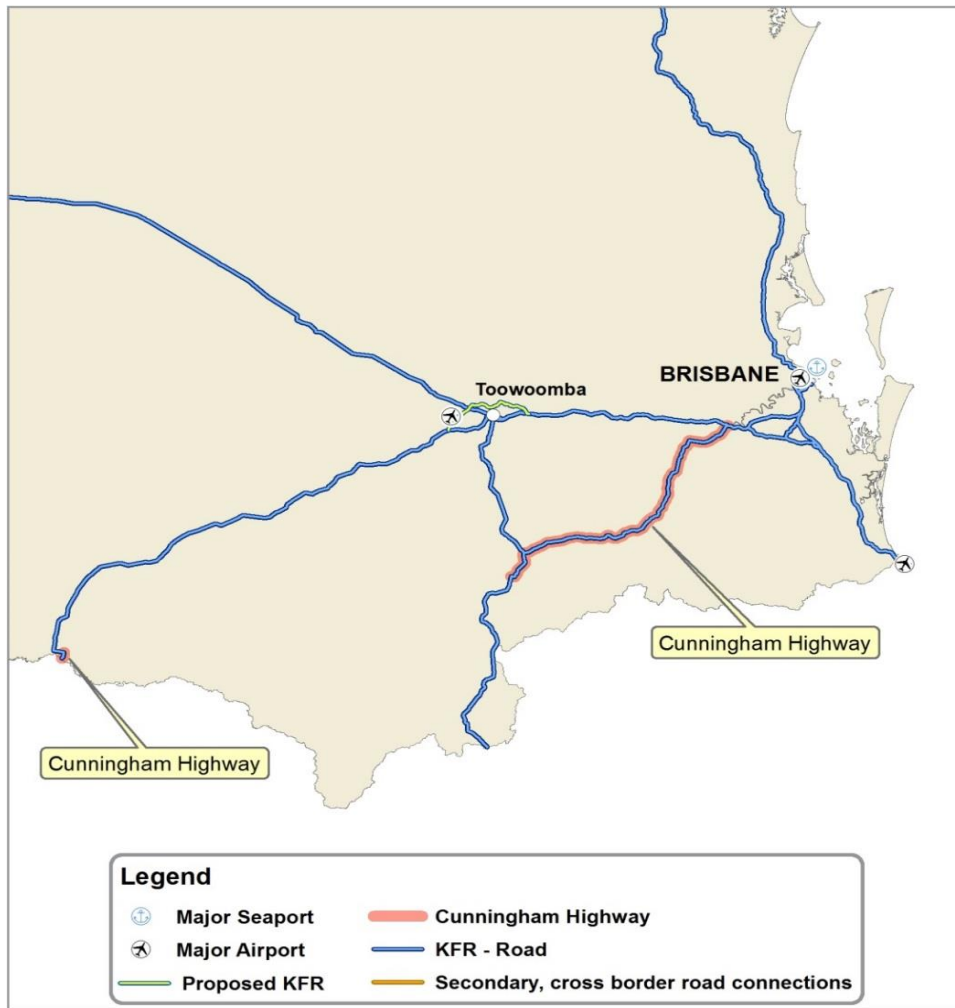 BRISBANE
Toowoomba
Cunningham Highway
Cunningham Highway
Legend
Major Seaport
Cunningham Highway
Major Airport
KFR - Road
Proposed KFR
Secondary, cross border road connections